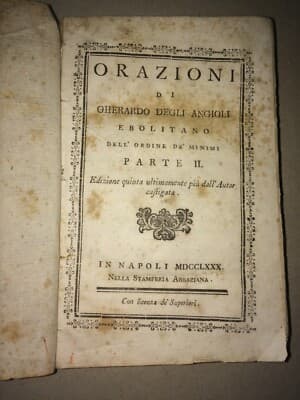 ORAZIONI
DI
GHERARDO DEGLI ANGIOLI
EBOLITANO
DELL' ORDINE DE' MINIMI
PARTE II.
Edizione quinta ultimamente più dall'Autor
castigata.
IN NAPOLI MDCCLXXX.
NELLA STAMPERIA ABBAZIANA.
Con licenza de' Superiori.